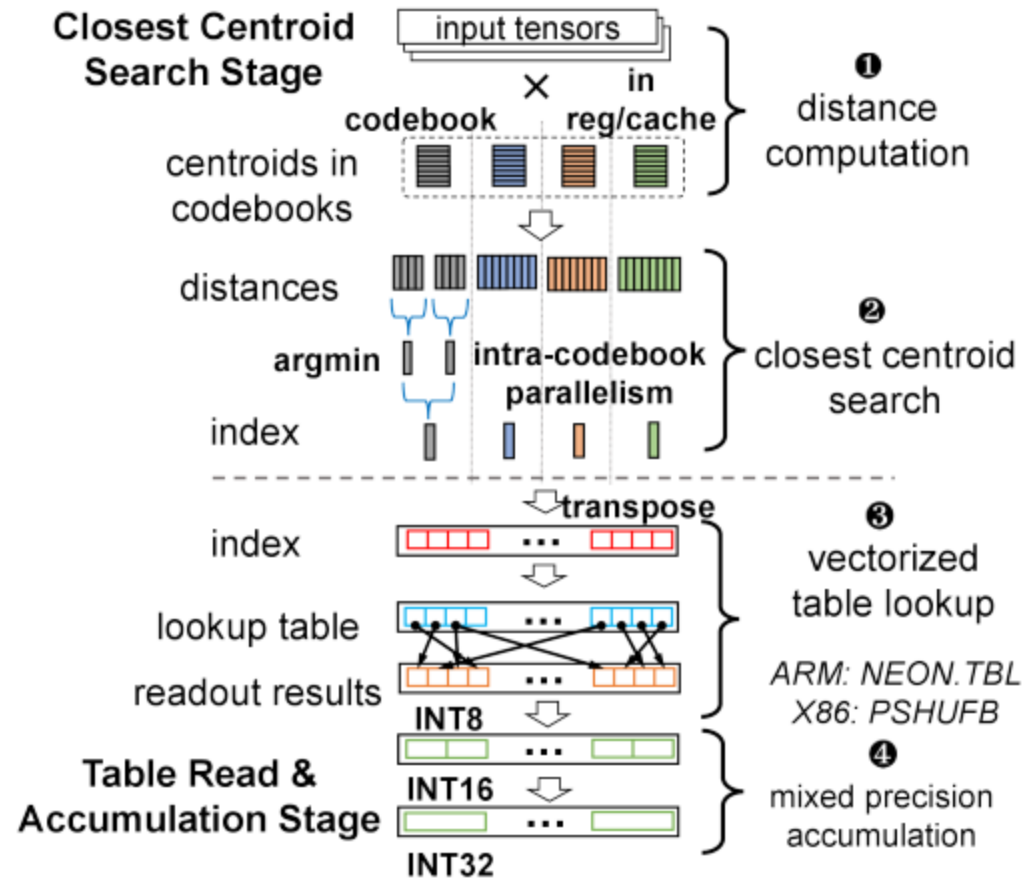 Closest Centroid
Search Stage
input tensors
×
in
codebook
reg/cache
centroids in
codebooks
❶
distance
computation
distances
argmin
intra-codebook
parallelism
index
❷
closest centroid
search
transpose
index
...
lookup table
...
readout results
...
INT8
❸
vectorized
table lookup
ARM: NEON.TBL
X86: PSHUFB
Table Read &
Accumulation Stage
...
INT16
...
INT32
❹
mixed precision
accumulation